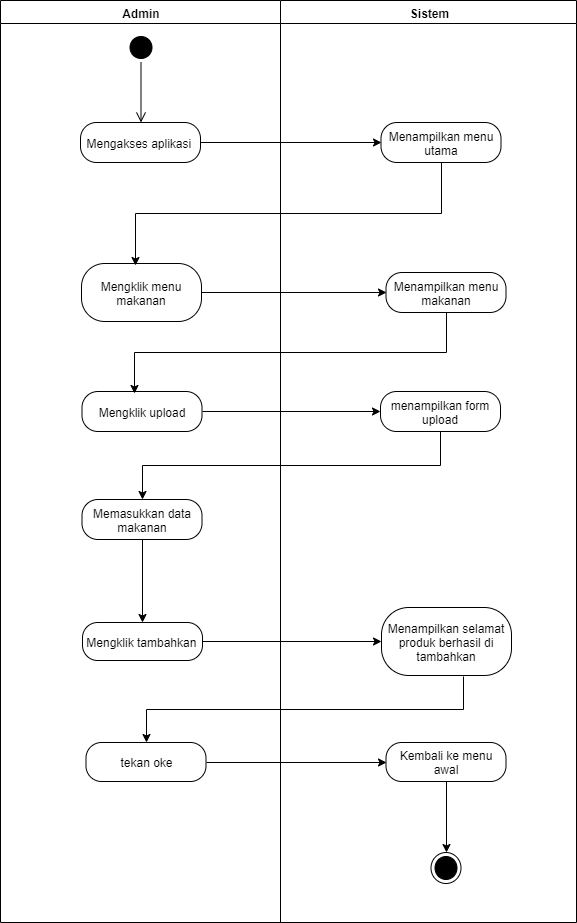 Admin
Sistem
Mengakses aplikasi
Menampilkan menu
utama
Mengklik menu
makanan
Menampilkan menu
makanan
Mengklik upload
menampilkan form
upload
Memasukkan data
makanan
Mengklik tambahkan
Menampilkan selamat
produk berhasil di
tambahkan
tekan oke
Kembali ke menu
awal